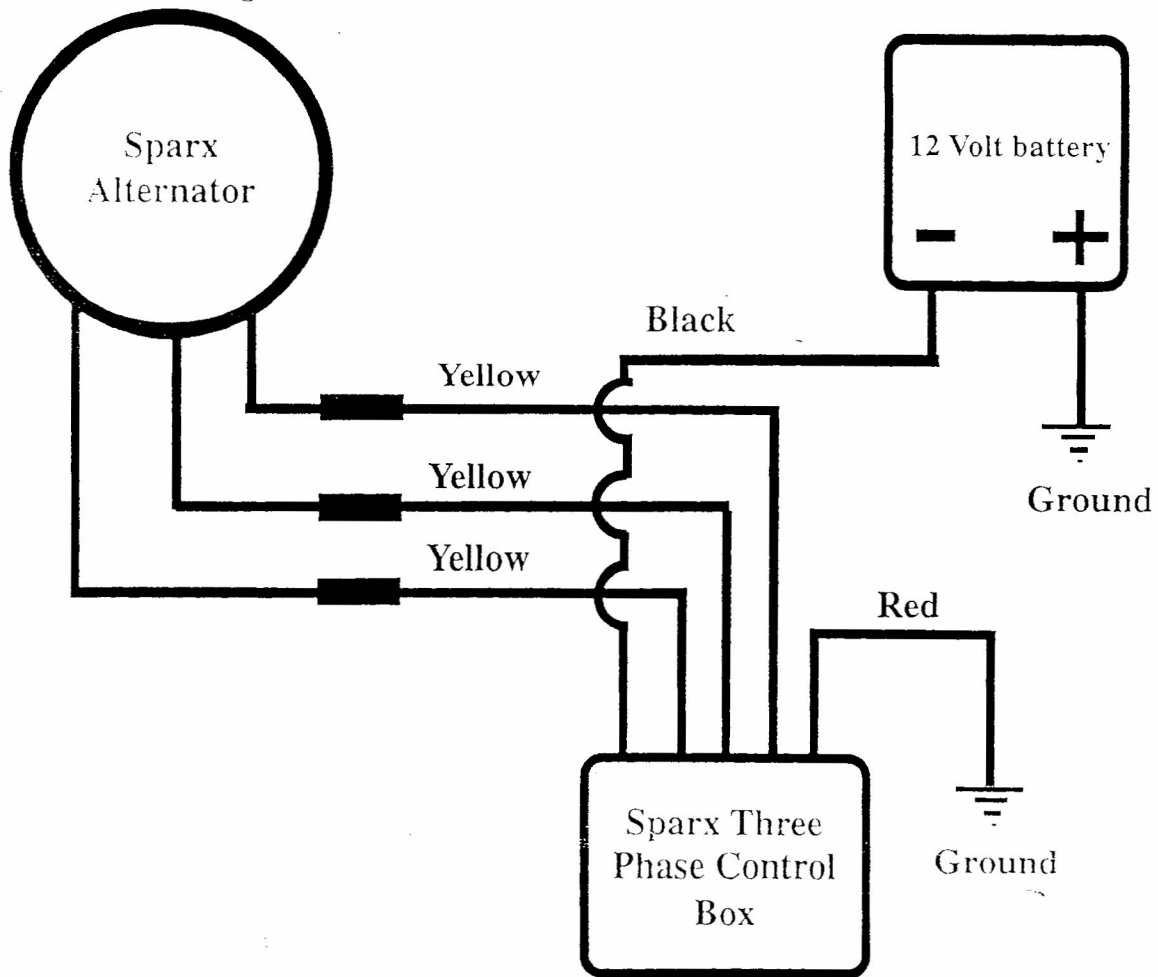 Sparx
Alternator
12 Volt battery
- +
Black
Yellow
Yellow
Yellow
Ground
Red
Sparx Three
Phase Control
Box
Ground